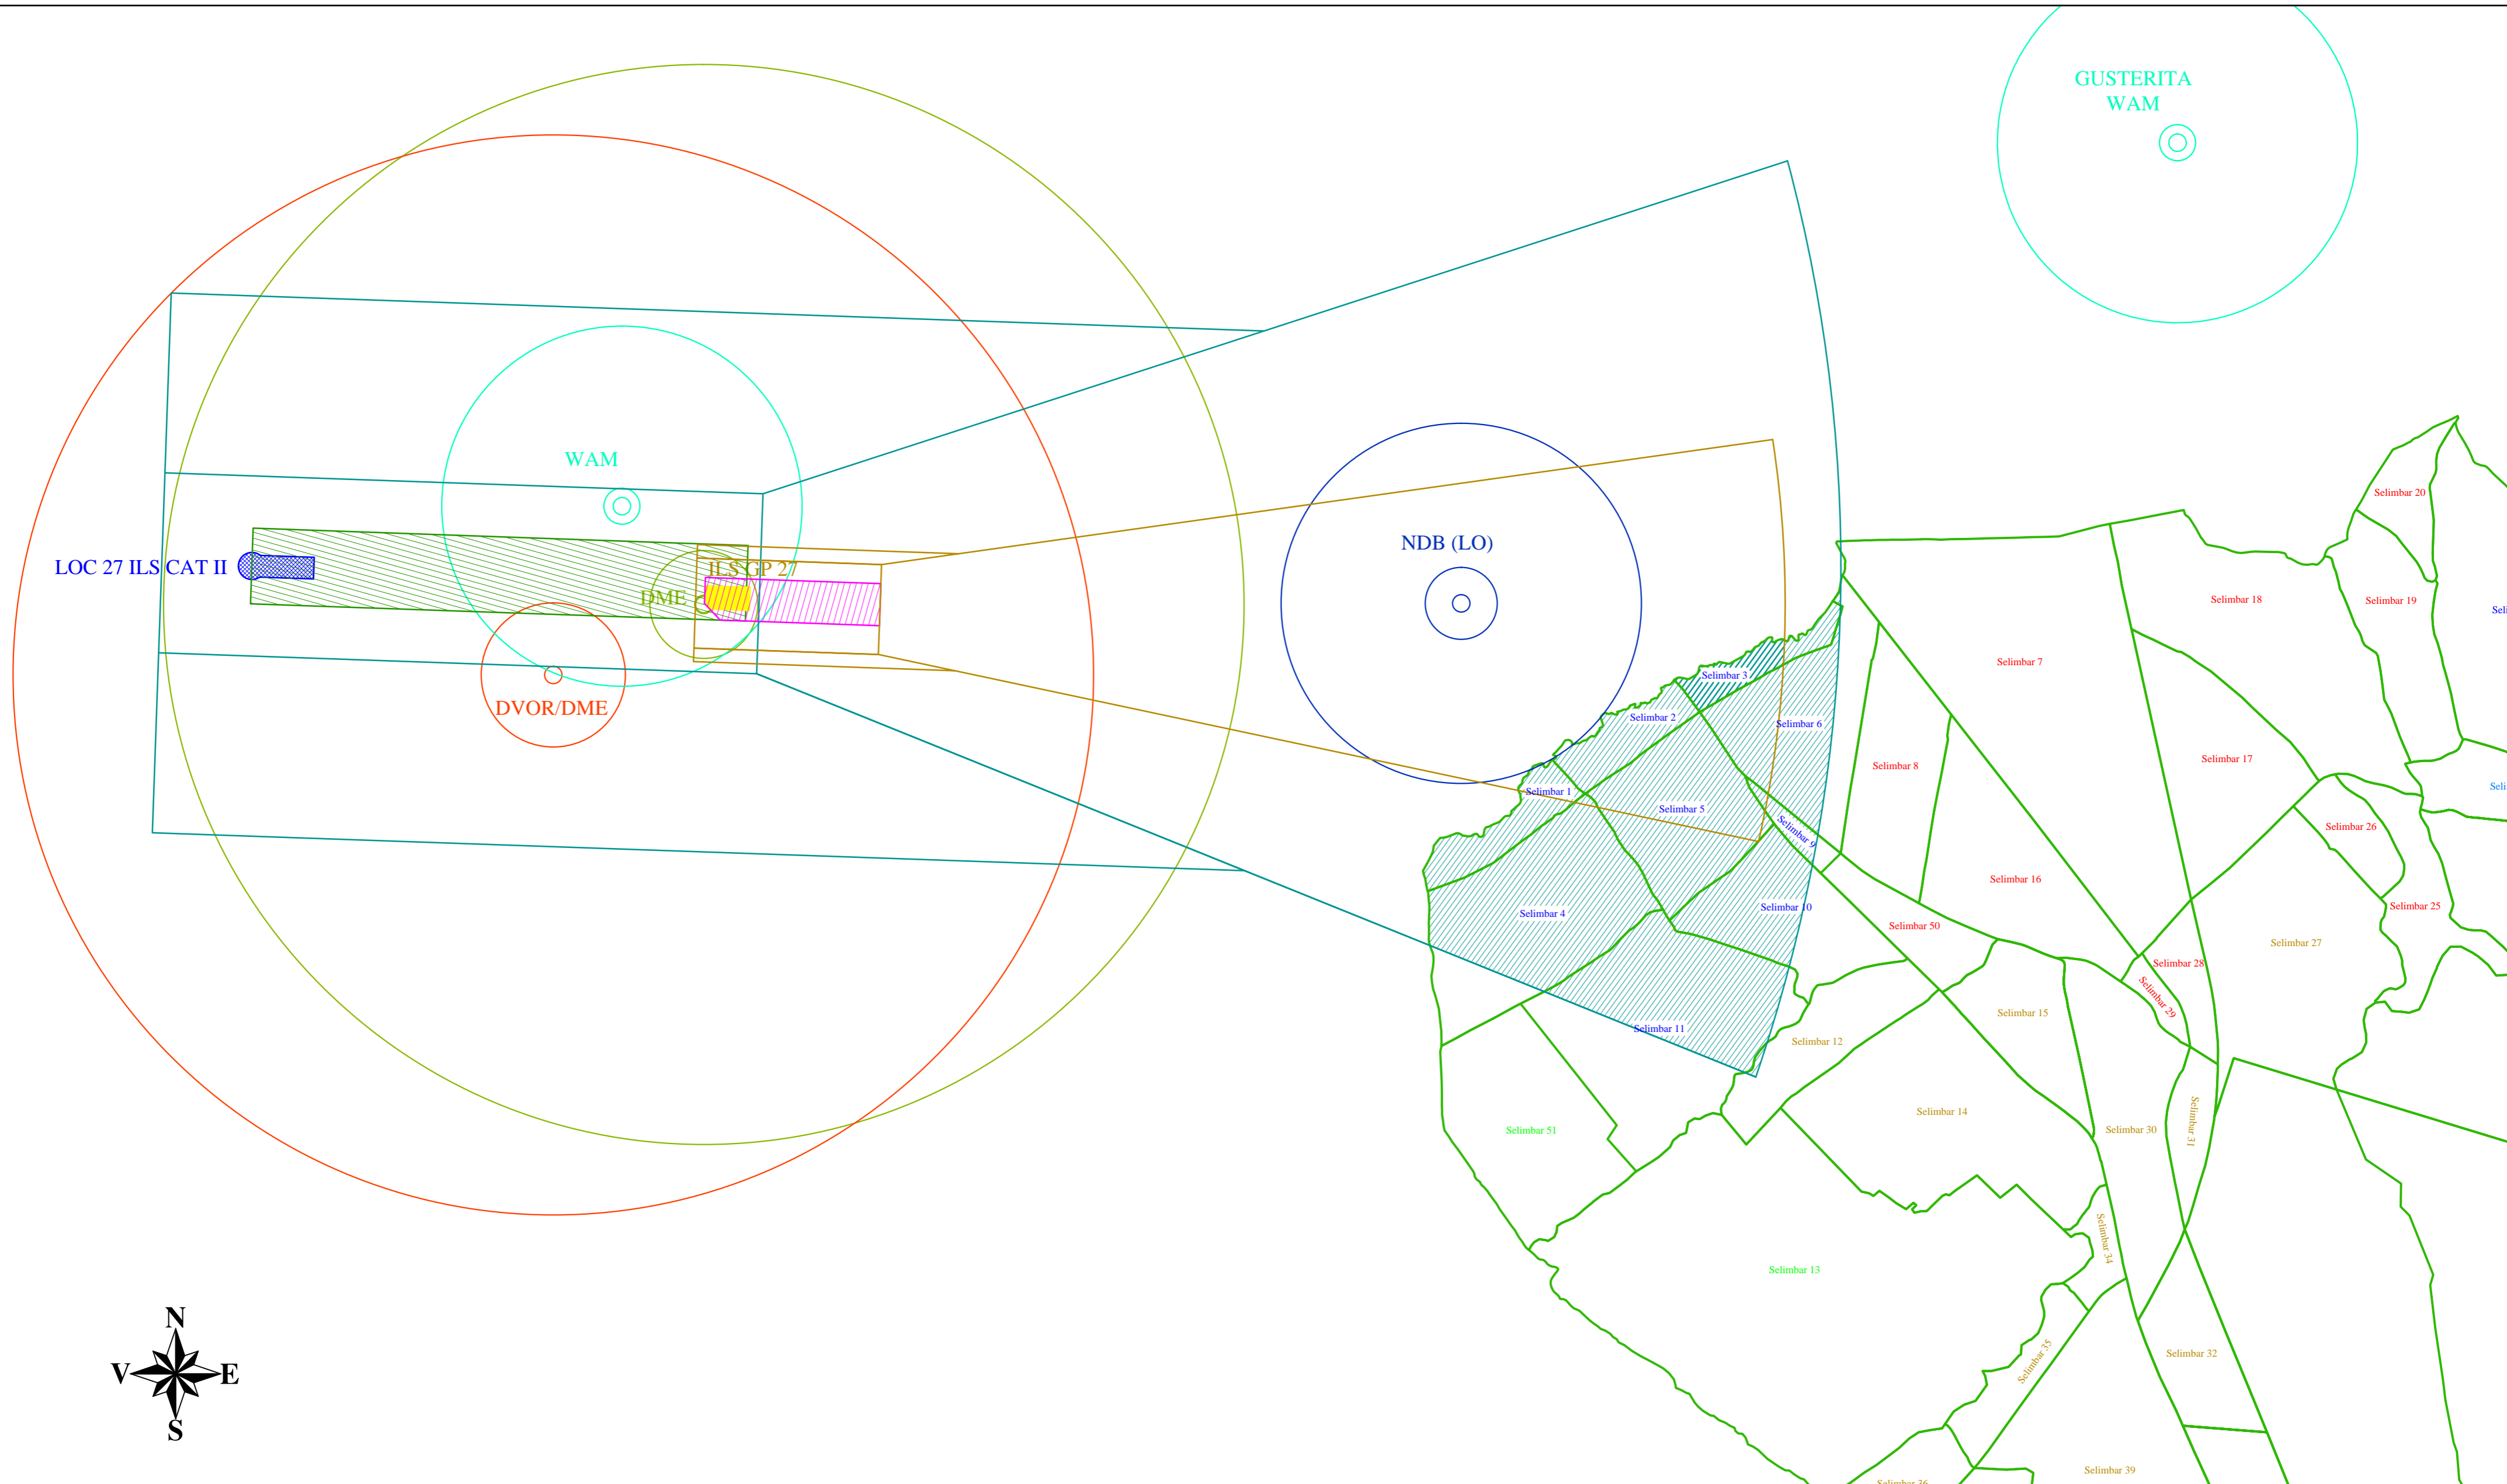 GUSTERITA
WAM
WAM
LOC 27 ILS CAT II
ILS GP 27
DME
DVOR/DME
NDB (LO)
Selimbar 20
Selimbar 18
Selimbar 19
Seli
Selimbar 7
Selimbar 3
Selimbar 2
Selimbar 6
Selimbar 17
Selimbar 8
Seli
Selimbar 1
Selimbar 5
Selimbar 9
Selimbar 26
Selimbar 16
Selimbar 25
Selimbar 10
Selimbar 4
Selimbar 50
Selimbar 27
Selimbar 28
Selimbar 29
Selimbar 15
Selimbar 11
Selimbar 12
Selimbar 14
Selimbar 51
Selimbar 30
Selimbar 31
Selimbar 34
Selimbar 13
Selimbar 35
Selimbar 32
Selimbar 39
Selimbar 36
N
V E
S